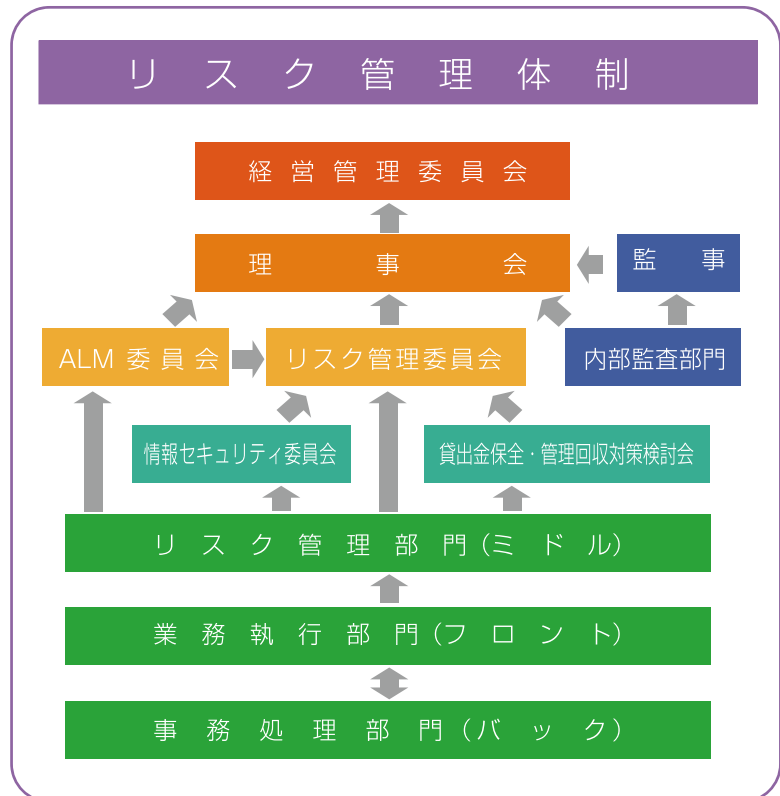 リスク管理体制
経営管理委員会
理事会
監事
ALM委員会
リスク管理委員会
内部監査部門
情報セキュリティ委員会
貸出金保全・管理回収対策検討会
リスク管理部門(ミドル)
業務執行部門(フロント)
事務処理部門(バック)